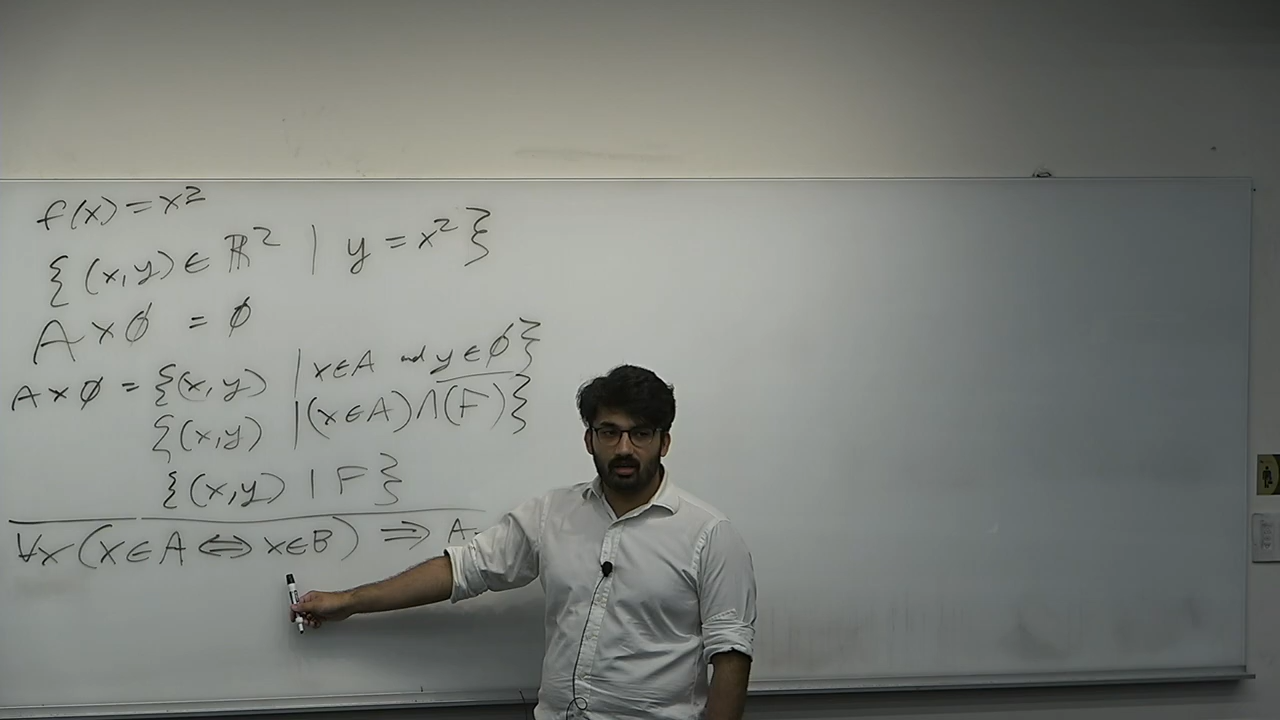 f(x) = x²
{(x,y) ∈ ℝ² | y = x²}
A × ∅ = ∅
A × ∅ = {(x,y) | x∈A and y∈∅}
{(x,y) | (x∈A) ∧ (F)}
{(x,y) | F}
∀x (x∈A ⇔ x∈B) ⇒ A